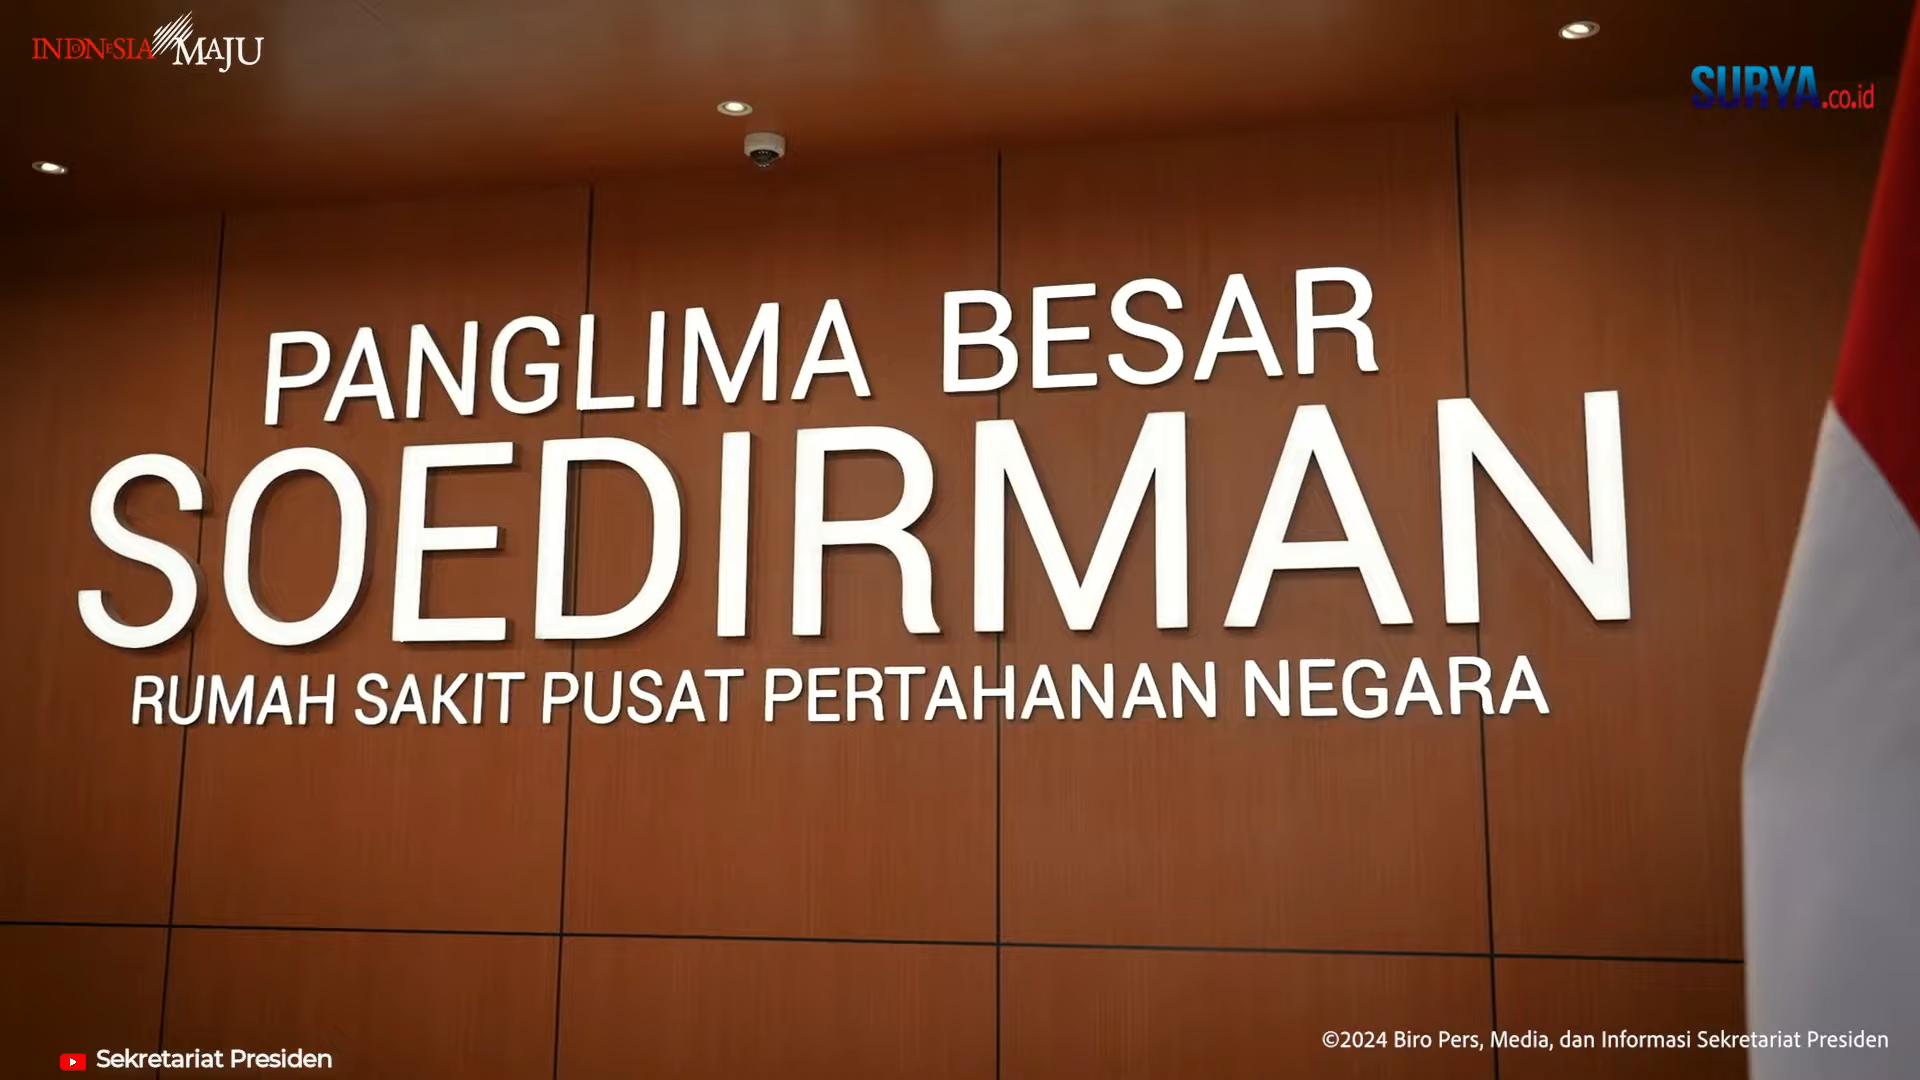 INDONESIA MAJU
SURYA.co.id
PANGLIMA BESAR
SOEDIRMAN
RUMAH SAKIT PUSAT PERTAHANAN NEGARA
©2024 Biro Pers, Media, dan Informasi Sekretariat Presiden
Sekretariat Presiden